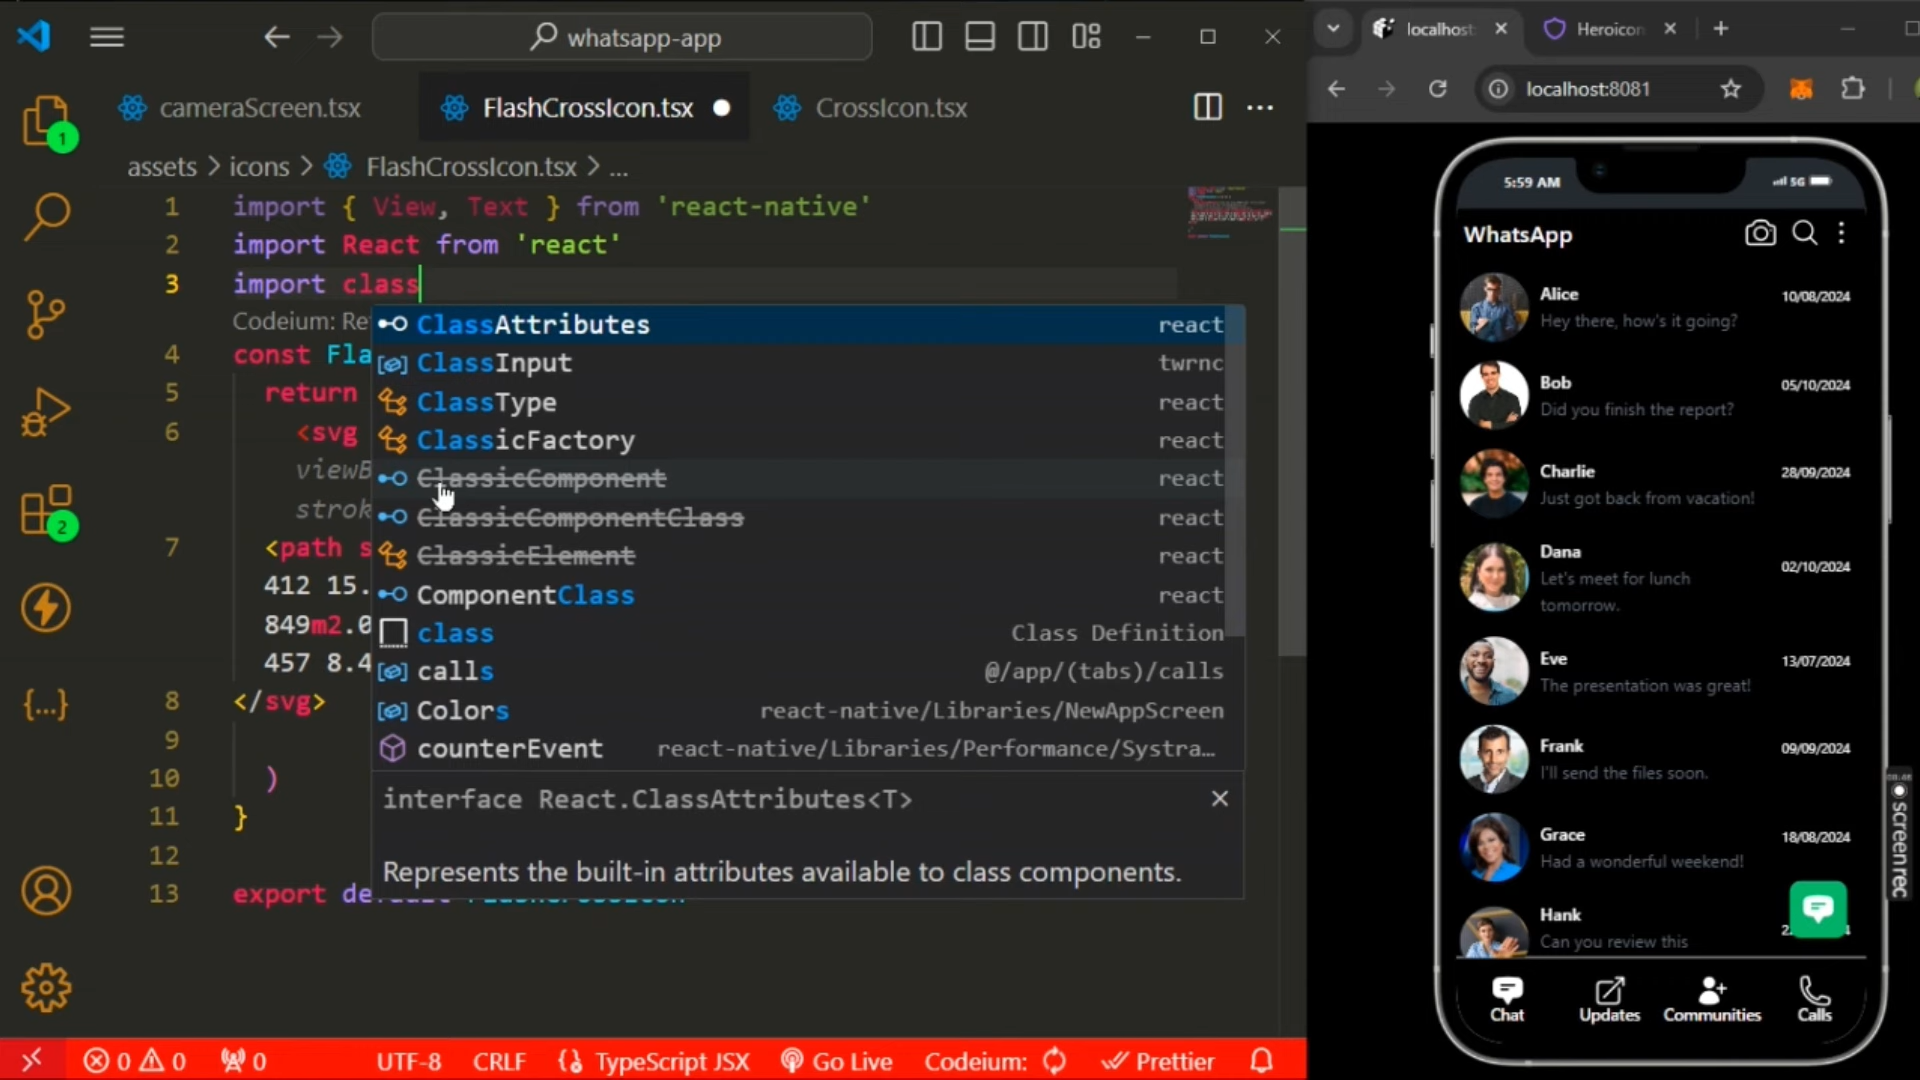 whatsapp-app
cameraScreen.tsx
FlashCrossIcon.tsx
CrossIcon.tsx
assets > icons > FlashCrossIcon.tsx > ...
1 import { View, Text } from 'react-native'
2 import React from 'react'
3 import class
Codeium: Re
4 const Fla
5 return
6 <svg
viewB
strok
7 <path s
412 15.
849m2.0
457 8.4
8 </svg>
9
10 )
11 }
12
13 export de
ClassAttributes react
ClassInput twrnc
ClassType react
ClassicFactory react
ClassicComponent react
ClassicComponentClass react
ClassicElement react
ComponentClass react
class Class Definition
calls @/app/(tabs)/calls
Colors react-native/Libraries/NewAppScreen
counterEvent react-native/Libraries/Performance/Systra...
interface React.ClassAttributes<T>
Represents the built-in attributes available to class components.
1
2
{...}
0 0 0 UTF-8 CRLF TypeScript JSX Go Live Codeium: Prettier
localhost:
Heroicon
localhost:8081
5:59 AM
5G
WhatsApp
Alice 10/08/2024
Hey there, how's it going?
Bob 05/10/2024
Did you finish the report?
Charlie 28/09/2024
Just got back from vacation!
Dana 02/10/2024
Let's meet for lunch
tomorrow.
Eve 13/07/2024
The presentation was great!
Frank 09/09/2024
I'll send the files soon.
Grace 18/08/2024
Had a wonderful weekend!
Hank
Can you review this
Chat Updates Communities Calls
screenrec